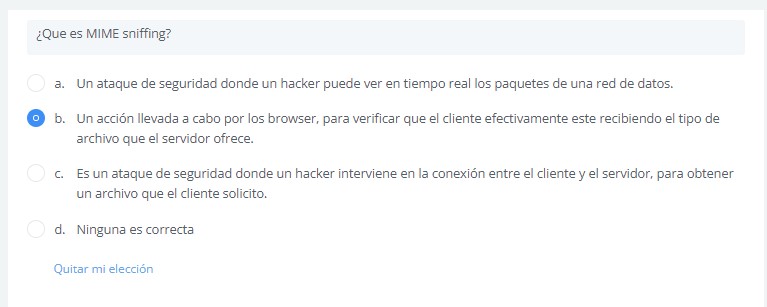 ¿Que es MIME sniffing?
a. Un ataque de seguridad donde un hacker puede ver en tiempo real los paquetes de una red de datos.
b. Un acción llevada a cabo por los browser, para verificar que el cliente efectivamente este recibiendo el tipo de
archivo que el servidor ofrece.
c. Es un ataque de seguridad donde un hacker interviene en la conexión entre el cliente y el servidor, para obtener
un archivo que el cliente solicito.
d. Ninguna es correcta
Quitar mi elección